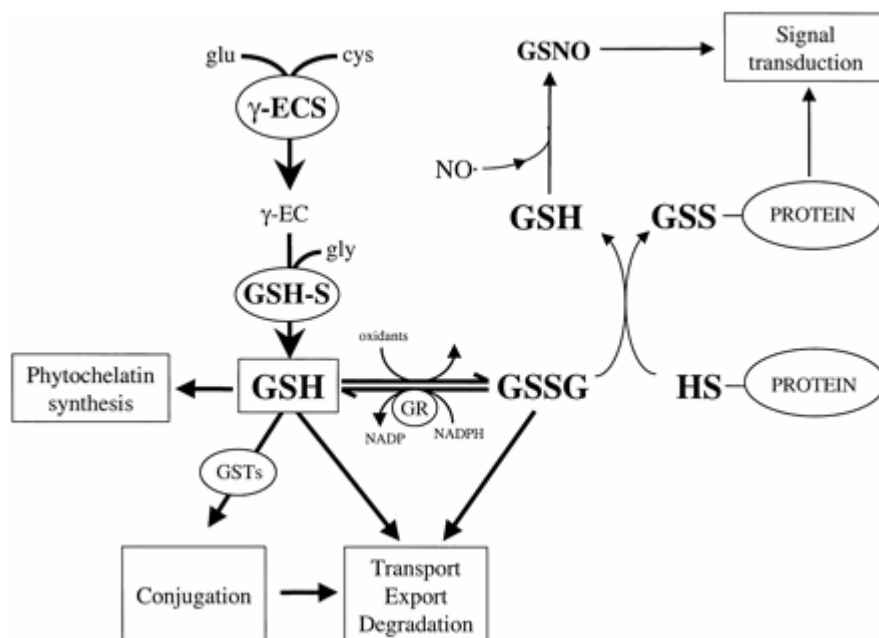 glu
cys
γ-ECS
γ-EC
gly
GSH-S
GSNO
Signal
transduction
NO·
GSH
GSS
PROTEIN
Phytochelatin
synthesis
GSH
oxidants
GR
NADP
NADPH
GSSG
HS
PROTEIN
GSTs
Conjugation
Transport
Export
Degradation